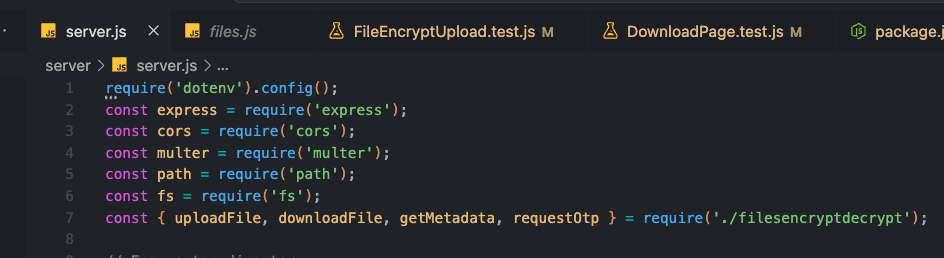 server.js JS files.js FileEncryptUpload.test.js M DownloadPage.test.js M package.j
server > JS server.js > ...
1 require('dotenv').config();
2 const express = require('express');
3 const cors = require('cors');
4 const multer = require('multer');
5 const path = require('path');
6 const fs = require('fs');
7 const { uploadFile, downloadFile, getMetadata, requestOtp } = require('./filesencryptdecrypt');
8